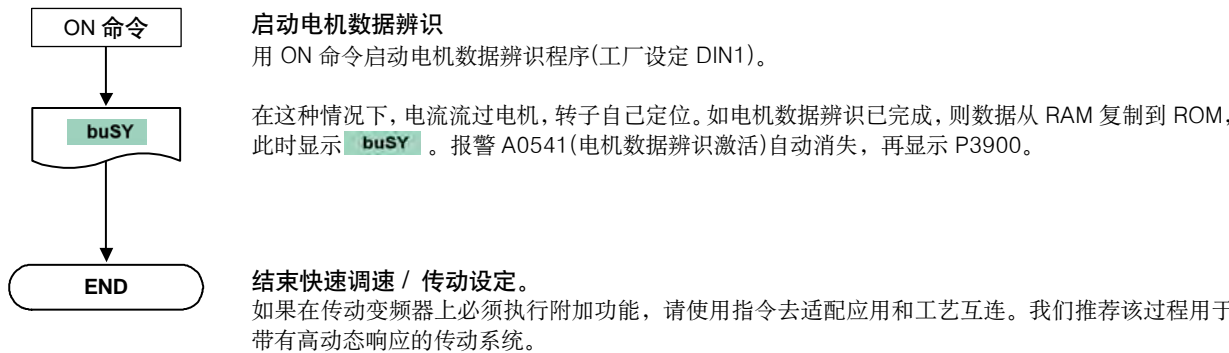 ON 命令
启动电机数据辨识
用 ON 命令启动电机数据辨识程序(工厂设定 DIN1)。
buSY
在这种情况下，电流流过电机，转子自己定位。如电机数据辨识已完成，则数据从 RAM 复制到 ROM，
此时显示 buSY 。报警 A0541(电机数据辨识激活)自动消失，再显示 P3900。
END
结束快速调速 / 传动设定。
如果在传动变频器上必须执行附加功能，请使用指令去适配应用和工艺互连。我们推荐该过程用于
带有高动态响应的传动系统。